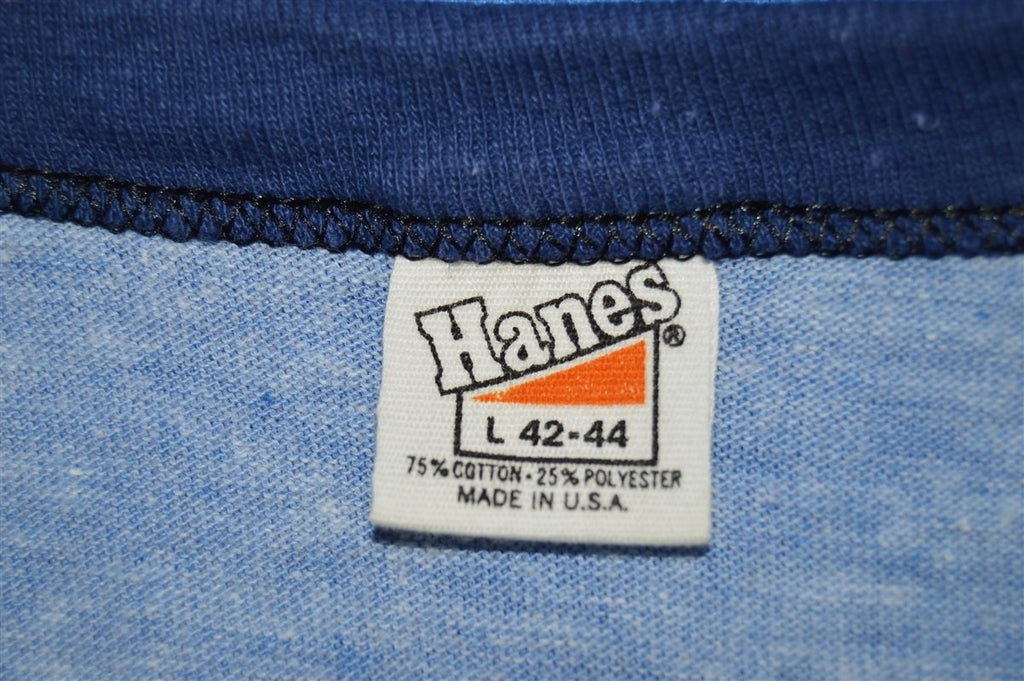 Hanes®
L 42-44
75% COTTON · 25% POLYESTER
MADE IN U.S.A.